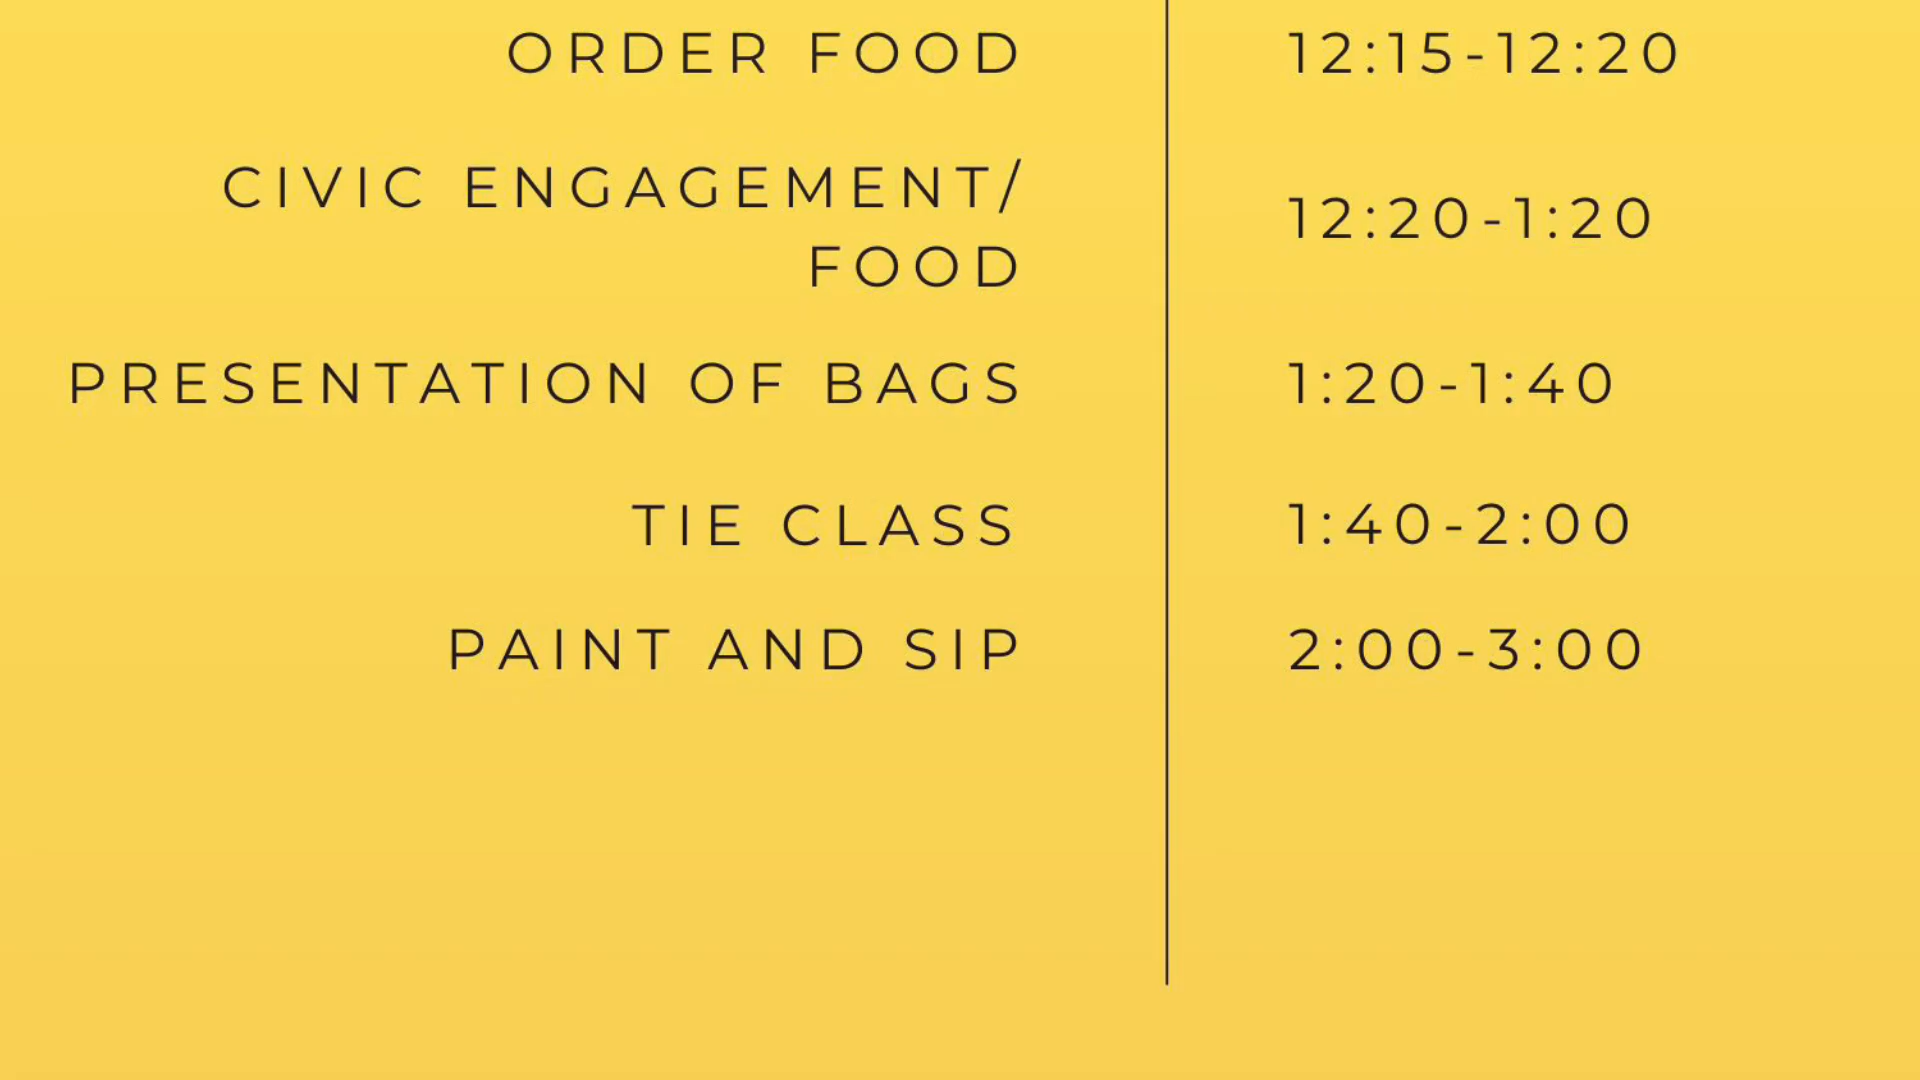 ORDER FOOD 12:15-12:20
CIVIC ENGAGEMENT/
FOOD 12:20-1:20
PRESENTATION OF BAGS 1:20-1:40
TIE CLASS 1:40-2:00
PAINT AND SIP 2:00-3:00